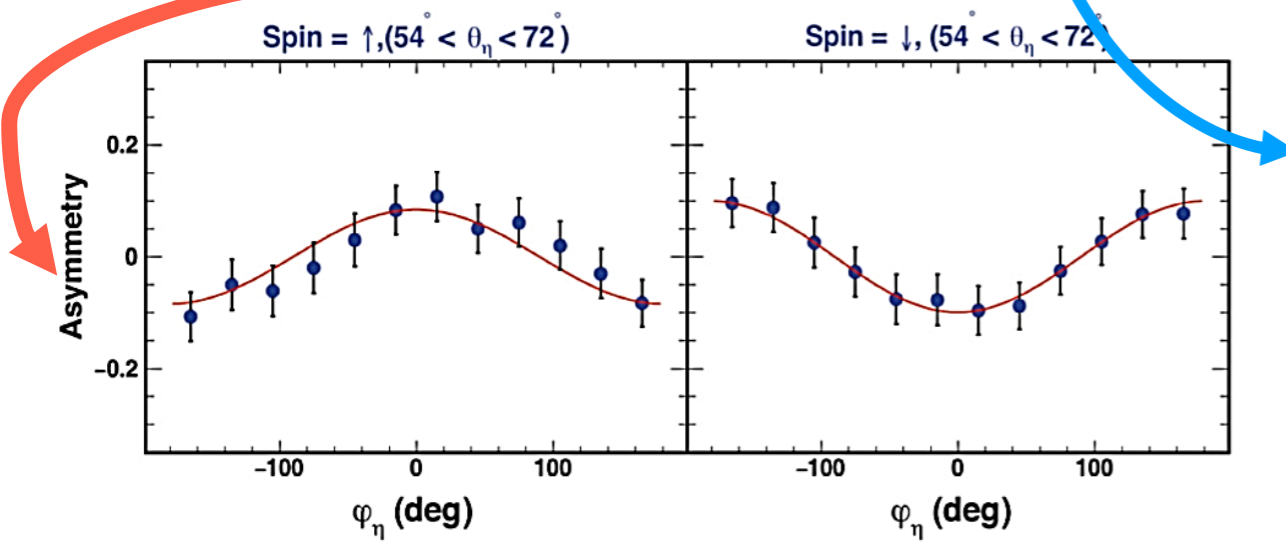 Spin = ↑,(54° < θη < 72°)
Spin = ↓, (54° < θη < 72°)
Asymmetry
0.2
0
−0.2
−100 0 100
−100 0 100
φη (deg)
φη (deg)